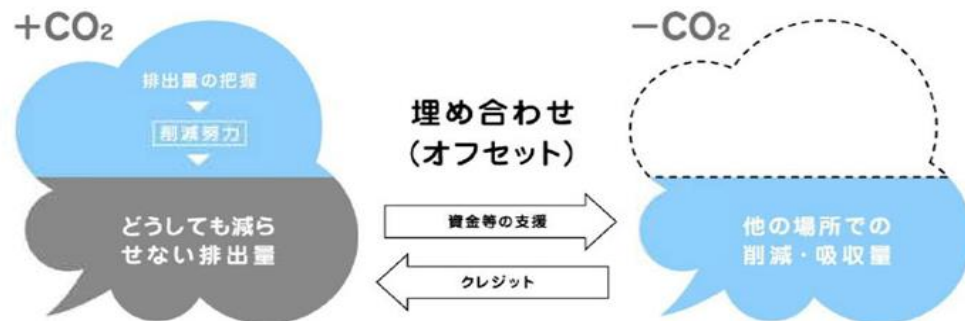 +CO₂
排出量の把握
削減努力
どうしても減ら
せない排出量
埋め合わせ
(オフセット)
資金等の支援
クレジット
−CO₂
他の場所での
削減・吸収量